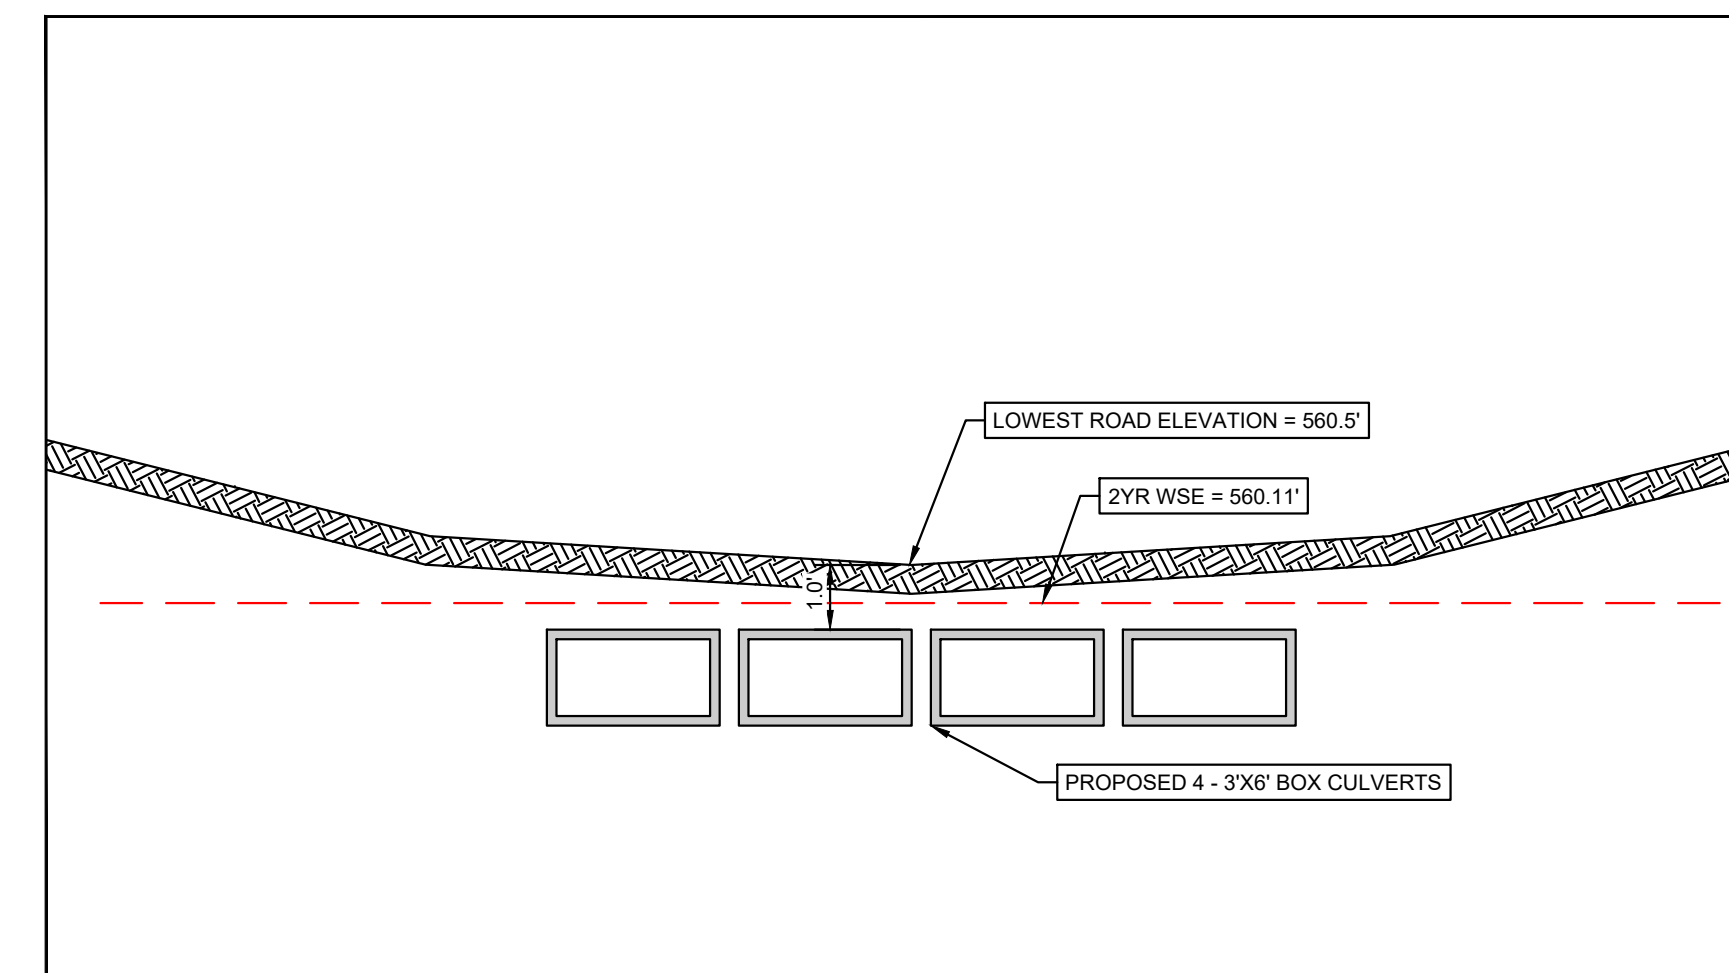 LOWEST ROAD ELEVATION = 560.5'
2YR WSE = 560.11'
1.0'
PROPOSED 4 - 3'X6' BOX CULVERTS